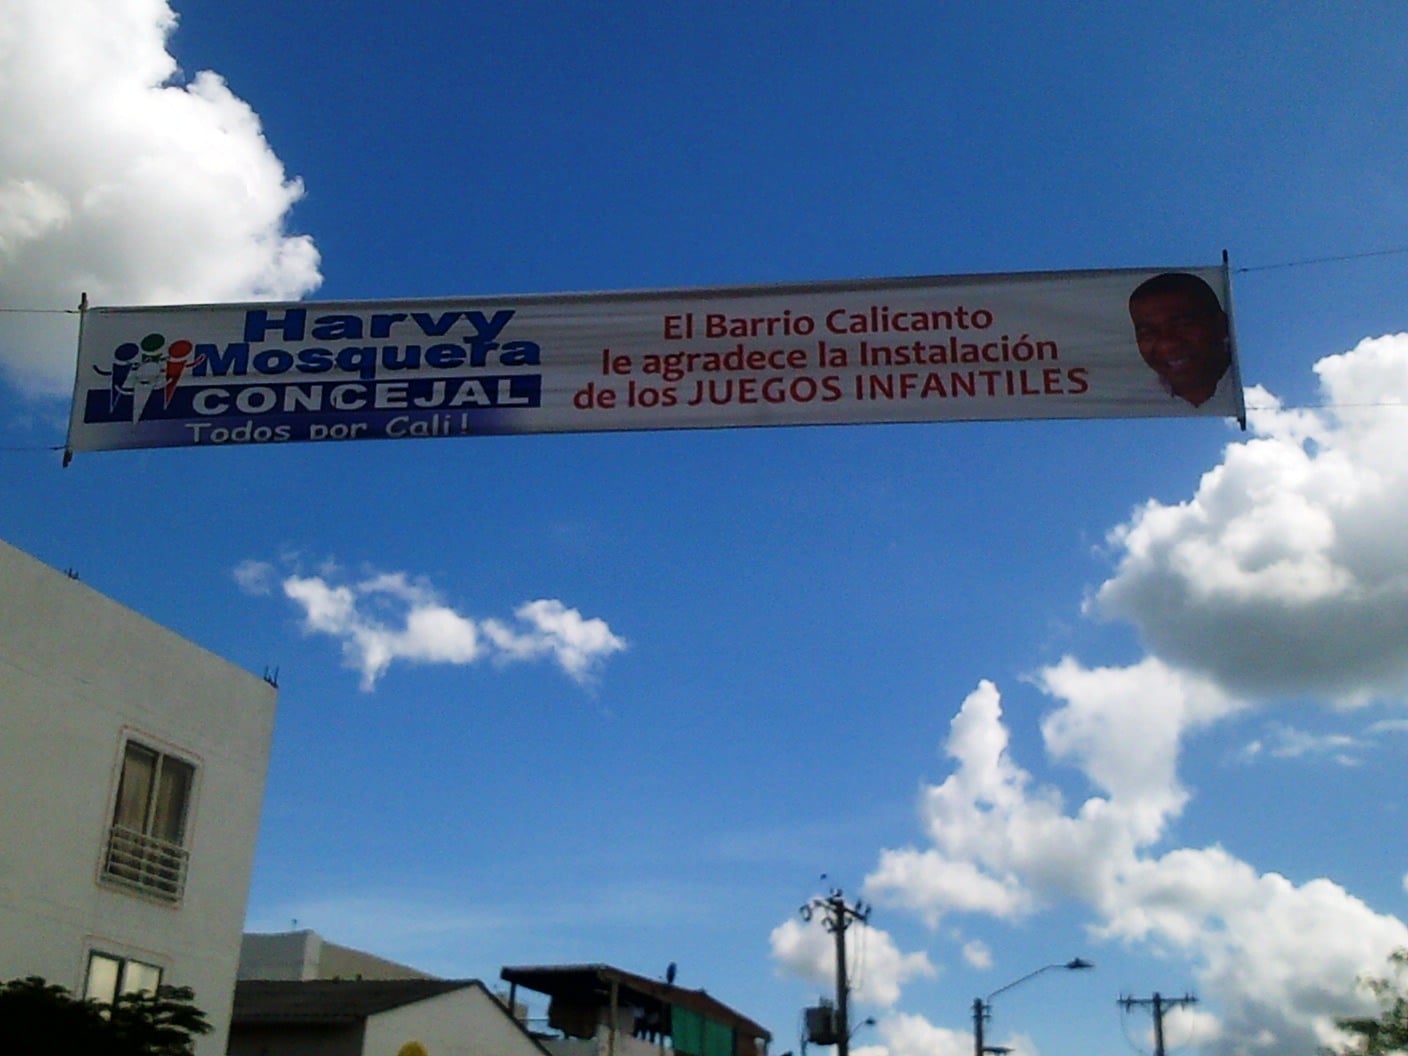 Harvy
Mosquera
CONCEJAL
Todos por Cali!
El Barrio Calicanto
le agradece la Instalación
de los JUEGOS INFANTILES